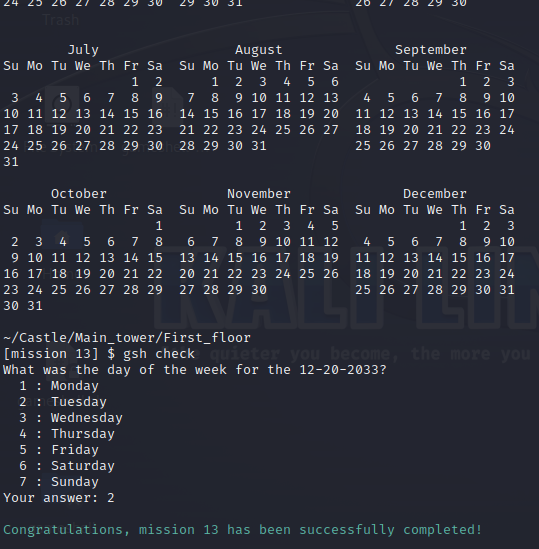 Trash
24 25 26 27 28 29 30   29 30 31               26 27 28 29 30
        July                 August              September
Su Mo Tu We Th Fr Sa  Su Mo Tu We Th Fr Sa  Su Mo Tu We Th Fr Sa
                1  2      1  2  3  4  5  6               1  2  3
 3  4  5  6  7  8  9   7  8  9 10 11 12 13   4  5  6  7  8  9 10
10 11 12 13 14 15 16  14 15 16 17 18 19 20  11 12 13 14 15 16 17
17 18 19 20 21 22 23  21 22 23 24 25 26 27  18 19 20 21 22 23 24
24 25 26 27 28 29 30  28 29 30 31           25 26 27 28 29 30
31
      October               November              December
Su Mo Tu We Th Fr Sa  Su Mo Tu We Th Fr Sa  Su Mo Tu We Th Fr Sa
                   1         1  2  3  4  5               1  2  3
 2  3  4  5  6  7  8   6  7  8  9 10 11 12   4  5  6  7  8  9 10
 9 10 11 12 13 14 15  13 14 15 16 17 18 19  11 12 13 14 15 16 17
16 17 18 19 20 21 22  20 21 22 23 24 25 26  18 19 20 21 22 23 24
23 24 25 26 27 28 29  27 28 29 30           25 26 27 28 29 30 31
30 31
KALI LIN
~/Castle/Main_tower/First_floor
[mission 13] $ gsh check
quieter you become, the more you
What was the day of the week for the 12-20-2033?
  1 : Monday
  2 : Tuesday
  3 : Wednesday
  4 : Thursday
  5 : Friday
  6 : Saturday
  7 : Sunday
Your answer: 2
Congratulations, mission 13 has been successfully completed!